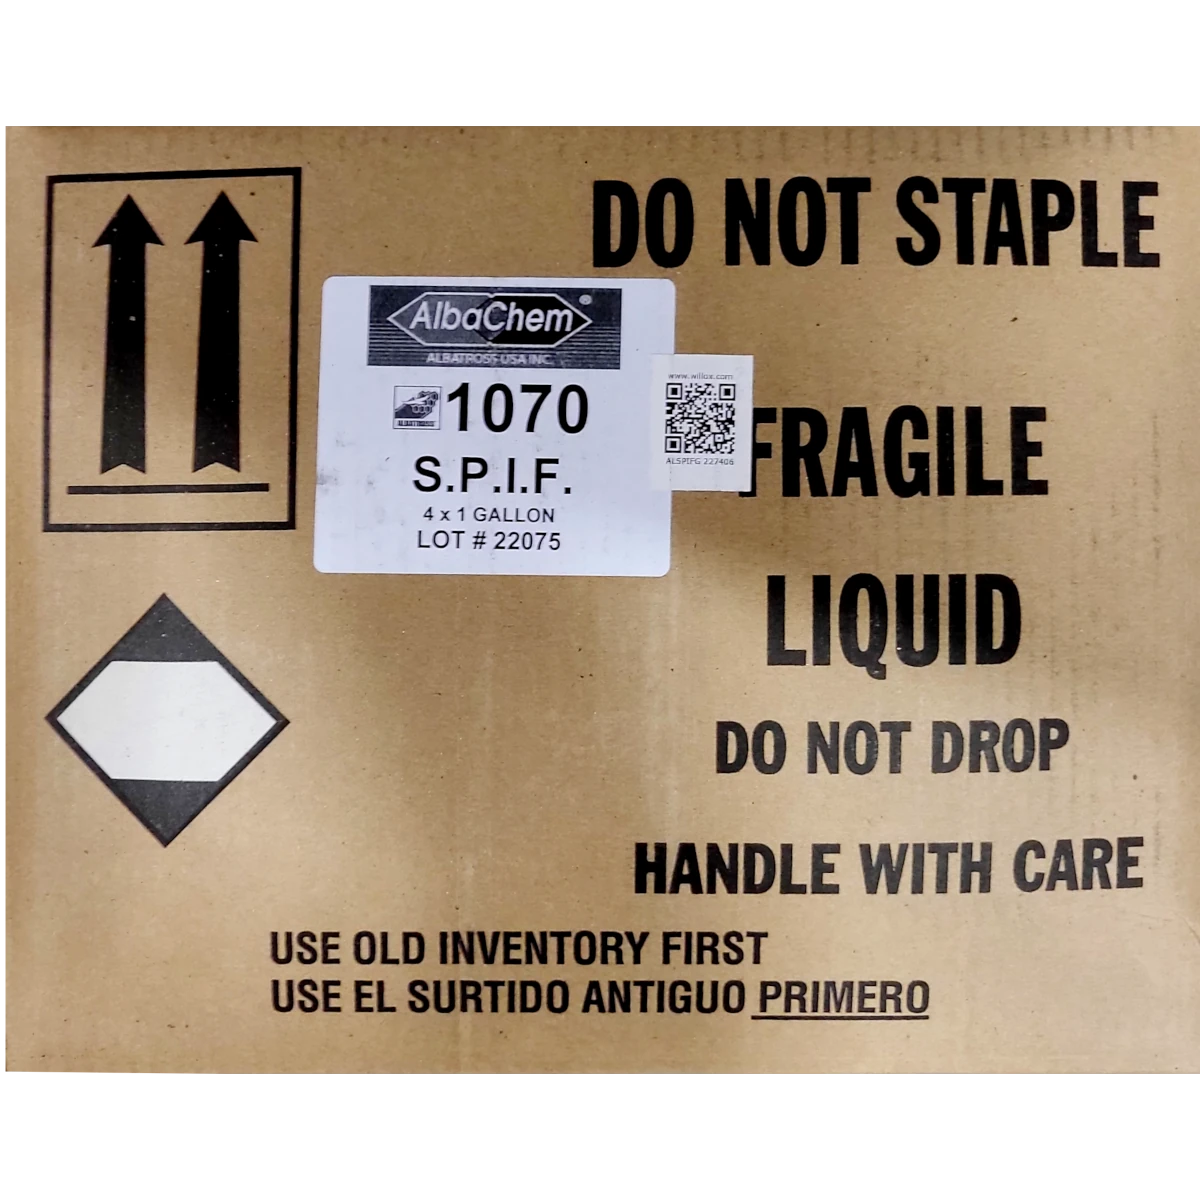 DO NOT STAPLE
AlbaChem®
ALBATROSS USA INC.
1070
ALBATROSS
S.P.I.F.
4 x 1 GALLON
LOT # 22075
www.willox.com
ALSPIFG 227406
FRAGILE
LIQUID
DO NOT DROP
HANDLE WITH CARE
USE OLD INVENTORY FIRST
USE EL SURTIDO ANTIGUO PRIMERO